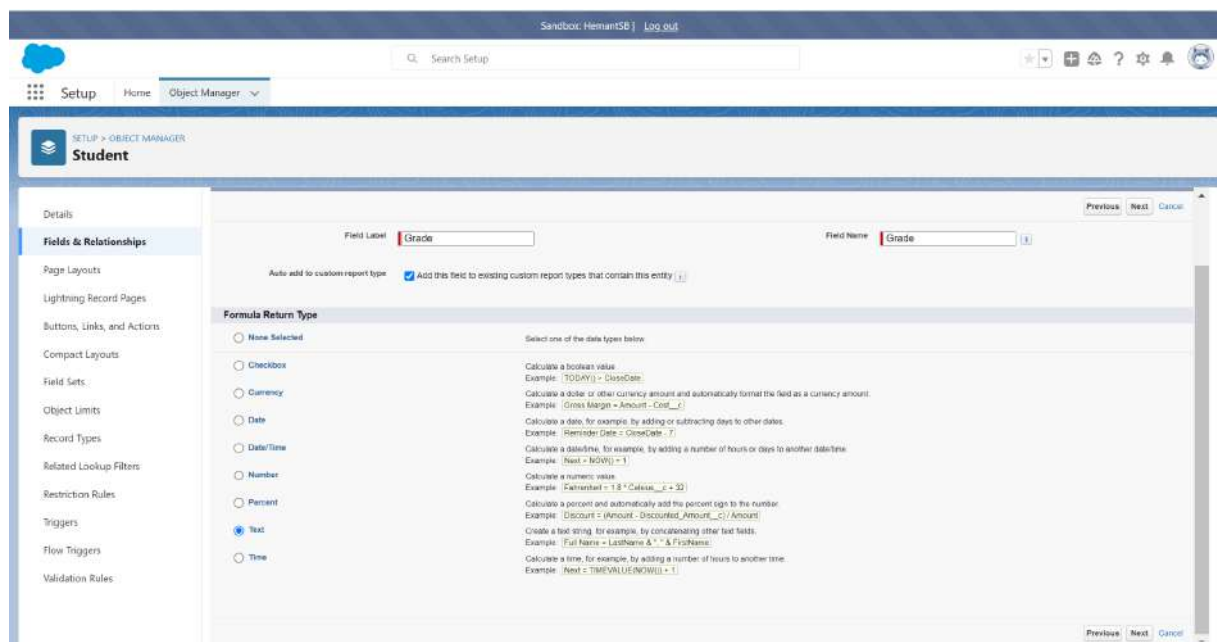 Sandbox: HemantSB | Log out
Search Setup
Setup Home Object Manager
SETUP > OBJECT MANAGER
Student
Details
Fields & Relationships
Page Layouts
Lightning Record Pages
Buttons, Links, and Actions
Compact Layouts
Field Sets
Object Limits
Record Types
Related Lookup Filters
Restriction Rules
Triggers
Flow Triggers
Validation Rules
Previous Next Cancel
Field Label Grade Field Name Grade
Auto add to custom report type Add this field to existing custom report types that contain this entity
Formula Return Type
None Selected Select one of the data types below
Checkbox Calculate a boolean value
Example: TODAY() > CloseDate
Currency Calculate a dollar or other currency amount and automatically format the field as a currency amount.
Example: Gross Margin = Amount - Cost__c
Date Calculate a date, for example, by adding or subtracting days to other dates.
Example: Reminder Date = CloseDate - 7
Date/Time Calculate a date/time, for example, by adding a number of hours or days to another date/time.
Example: Next = NOW() + 1
Number Calculate a numeric value.
Example: Fahrenheit = 1.8 * Celsius__c + 32
Percent Calculate a percent and automatically add the percent sign to the number.
Example: Discount = (Amount - Discounted_Amount__c) / Amount
Text Create a text string, for example, by concatenating other text fields.
Example: Full Name = LastName & ", " & FirstName
Time Calculate a time, for example, by adding a number of hours to another time.
Example: Next = TIMEVALUE(NOW()) + 1
Previous Next Cancel